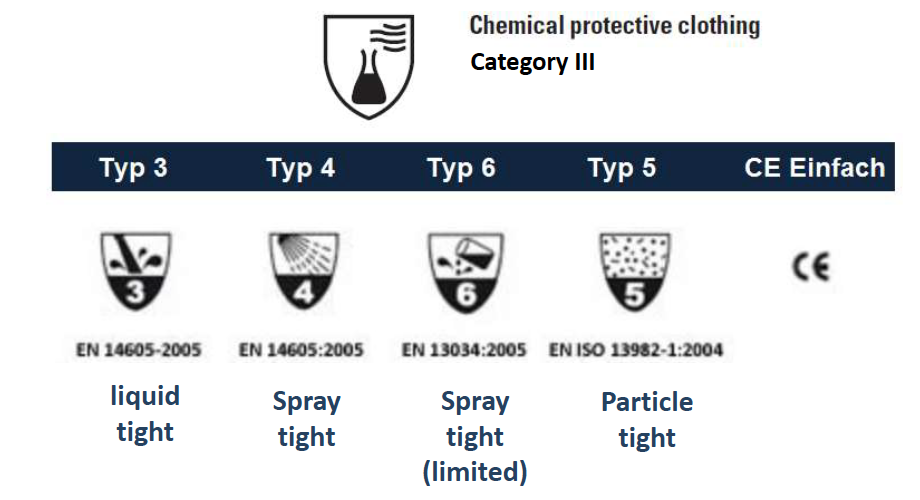 Chemical protective clothing
Category III
Typ 3 Typ 4 Typ 6 Typ 5 CE Einfach
3 4 6 5 CE
EN 14605-2005 EN 14605:2005 EN 13034:2005 EN ISO 13982-1:2004
liquid Spray Spray Particle
tight tight tight tight
(limited)